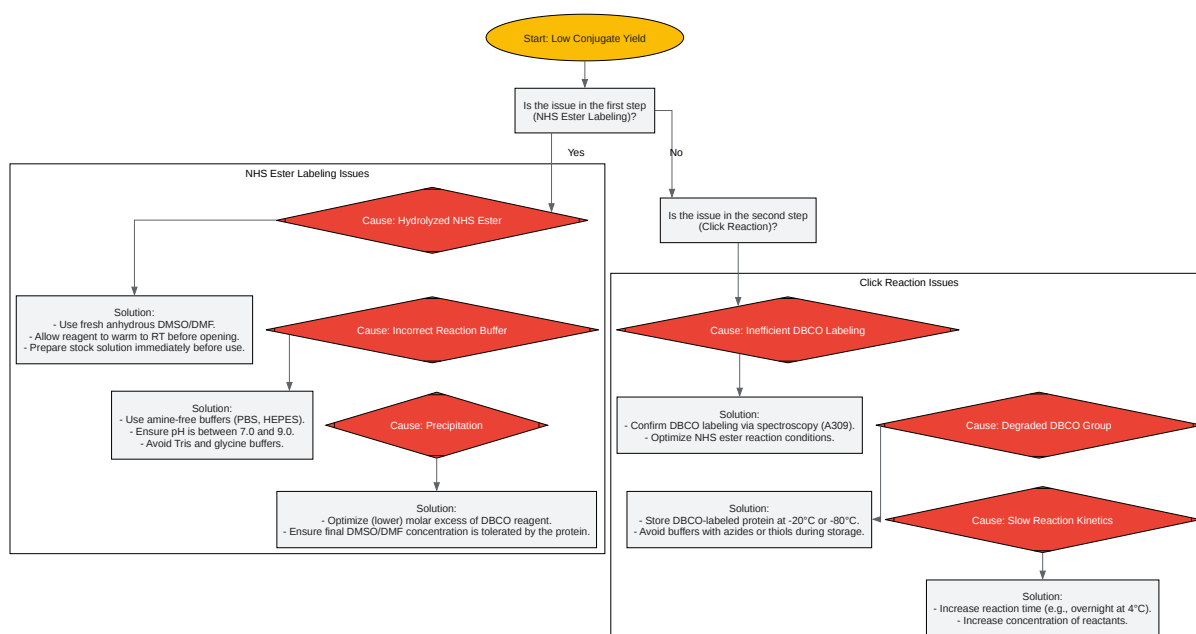 Start: Low Conjugate Yield
Is the issue in the first step
(NHS Ester Labeling)?
Yes
No
NHS Ester Labeling Issues
Cause: Hydrolyzed NHS Ester
Solution:
- Use fresh anhydrous DMSO/DMF.
- Allow reagent to warm to RT before opening.
- Prepare stock solution immediately before use.
Cause: Incorrect Reaction Buffer
Solution:
- Use amine-free buffers (PBS, HEPES).
- Ensure pH is between 7.0 and 9.0.
- Avoid Tris and glycine buffers.
Cause: Precipitation
Solution:
- Optimize (lower) molar excess of DBCO reagent.
- Ensure final DMSO/DMF concentration is tolerated by the protein.
Is the issue in the second step
(Click Reaction)?
Click Reaction Issues
Cause: Inefficient DBCO Labeling
Solution:
- Confirm DBCO labeling via spectroscopy (A309).
- Optimize NHS ester reaction conditions.
Cause: Degraded DBCO Group
Solution:
- Store DBCO-labeled protein at -20°C or -80°C.
- Avoid buffers with azides or thiols during storage.
Cause: Slow Reaction Kinetics
Solution:
- Increase reaction time (e.g., overnight at 4°C).
- Increase concentration of reactants.